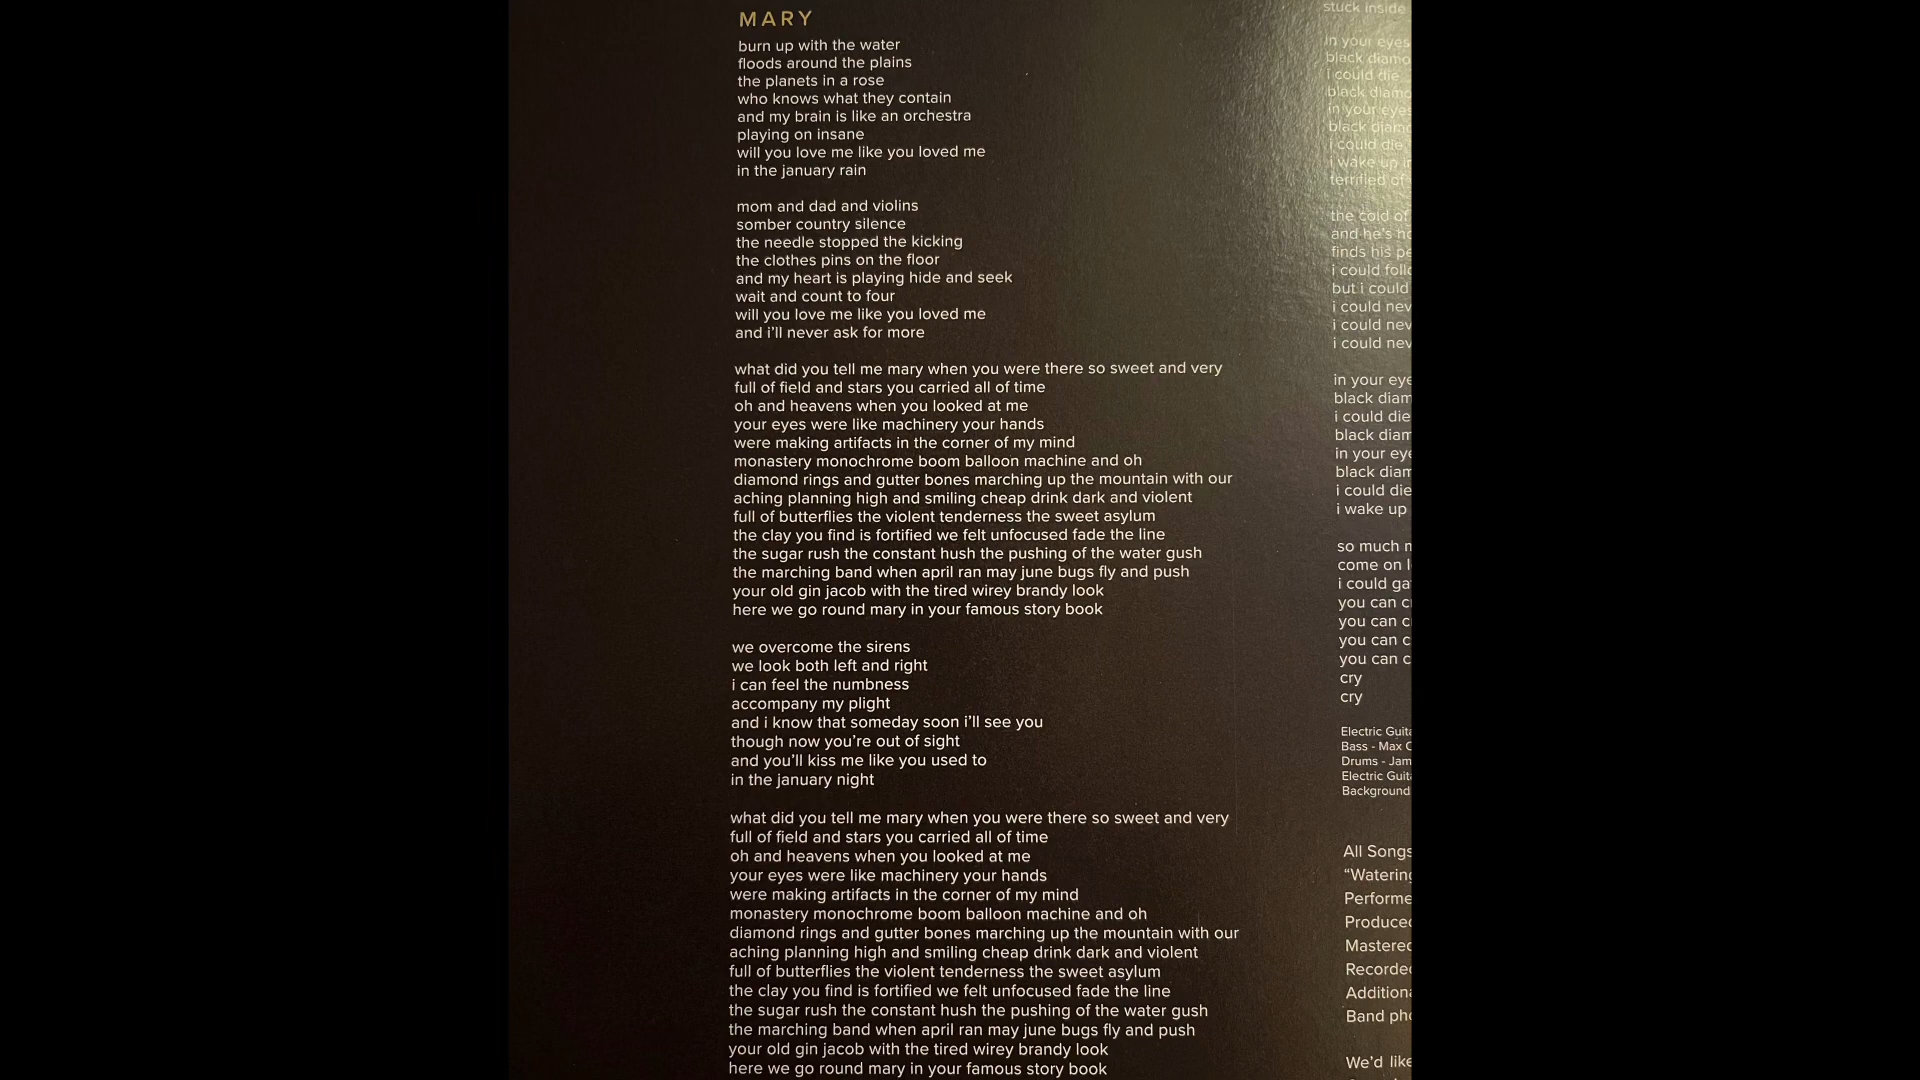 MARY
burn up with the water
floods around the plains
the planets in a rose
who knows what they contain
and my brain is like an orchestra
playing on insane
will you love me like you loved me
in the january rain
mom and dad and violins
somber country silence
the needle stopped the kicking
the clothes pins on the floor
and my heart is playing hide and seek
wait and count to four
will you love me like you loved me
and i'll never ask for more
what did you tell me mary when you were there so sweet and very
full of field and stars you carried all of time
oh and heavens when you looked at me
your eyes were like machinery your hands
were making artifacts in the corner of my mind
monastery monochrome boom balloon machine and oh
diamond rings and gutter bones marching up the mountain with our
aching planning high and smiling cheap drink dark and violent
full of butterflies the violent tenderness the sweet asylum
the clay you find is fortified we felt unfocused fade the line
the sugar rush the constant hush the pushing of the water gush
the marching band when april ran may june bugs fly and push
your old gin jacob with the tired wirey brandy look
here we go round mary in your famous story book
we overcome the sirens
we look both left and right
i can feel the numbness
accompany my plight
and i know that someday soon i'll see you
though now you're out of sight
and you'll kiss me like you used to
in the january night
what did you tell me mary when you were there so sweet and very
full of field and stars you carried all of time
oh and heavens when you looked at me
your eyes were like machinery your hands
were making artifacts in the corner of my mind
monastery monochrome boom balloon machine and oh
diamond rings and gutter bones marching up the mountain with our
aching planning high and smiling cheap drink dark and violent
full of butterflies the violent tenderness the sweet asylum
the clay you find is fortified we felt unfocused fade the line
the sugar rush the constant hush the pushing of the water gush
the marching band when april ran may june bugs fly and push
your old gin jacob with the tired wirey brandy look
here we go round mary in your famous story book
stuck inside
in your eyes
black
i could die
black
in your eyes
black
i could die
i wake up
terrified of
the cold of
and he's
finds his
i could
but i could
i could
i could
i could
in your
black
i could die
black
in your
black
i could die
i wake up
so much
come on
i could
you can
you can
you can
you can
cry
cry
Electric
Bass - Max
Drums -
Electric
Background
All Songs
We'd like